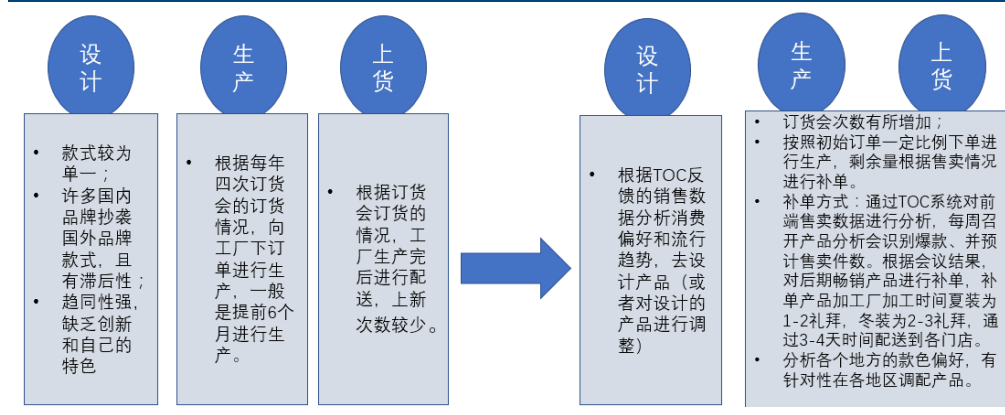 设计
款式较为
单一；
许多国内
品牌抄袭
国外品牌
款式，且
有滞后性；
趋同性强，
缺乏创新
和自己的
特色
生产
根据每年
四次订货
会的订货
情况，向
工厂下订
单进行生
产，一般
是提前6个
月进行生
产。
上货
根据订货
会订货的
情况，工
厂生产完
后进行配
送，上新
次数较少。
设计
根据TOC反
馈的销售数
据分析消费
偏好和流行
趋势，去设
计产品（或
者对设计的
产品进行调
整）
生产
上货
订货会次数有所增加；
按照初始订单一定比例下单进
行生产，剩余量根据售卖情况
进行补单。
补单方式：通过TOC系统对前
端售卖数据进行分析，每周召
开产品分析会识别爆款、并预
计售卖件数。根据会议结果，
对后期畅销产品进行补单，补
单产品加工厂加工时间夏装为
1-2礼拜，冬装为2-3礼拜，通
过3-4天时间配送到各门店。
分析各个地方的款色偏好，有
针对性在各地区调配产品。